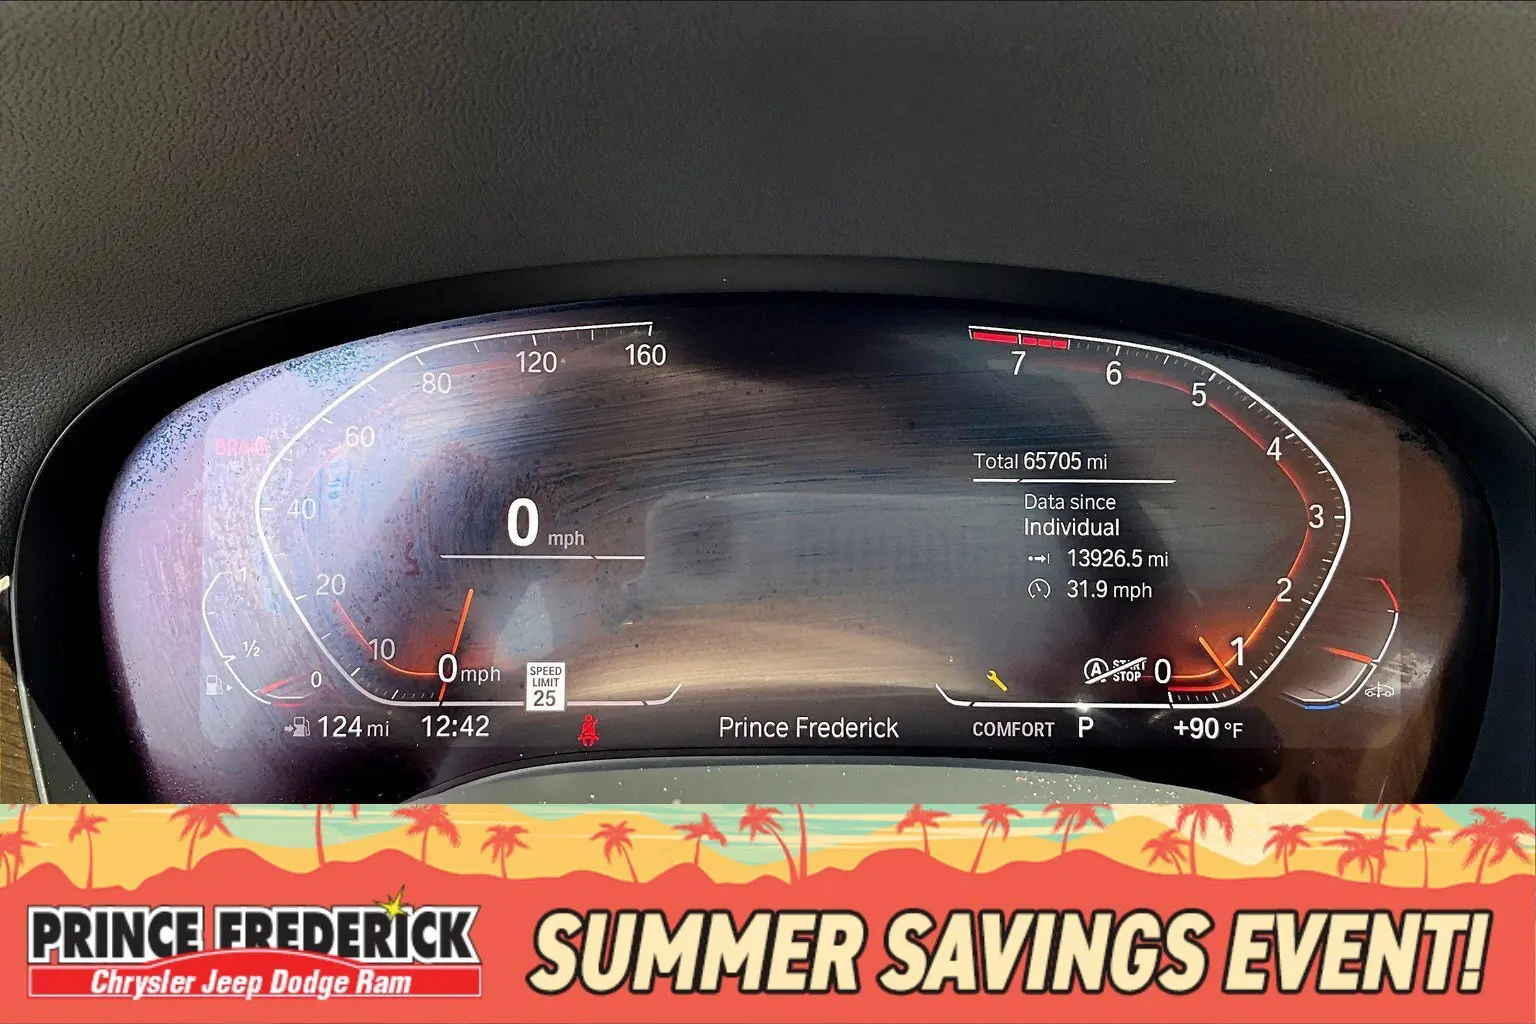 120
160
80
60
40
20
10
0 mph
BRAKE
1
½
0
0 mph
SPEED
LIMIT
25
124 mi
12:42
Prince Frederick
7
6
5
4
3
2
1
0
Total 65705 mi
Data since
Individual
13926.5 mi
31.9 mph
A START
STOP
COMFORT
P
+90 °F
PRINCE FREDERICK
Chrysler Jeep Dodge Ram
SUMMER SAVINGS EVENT!